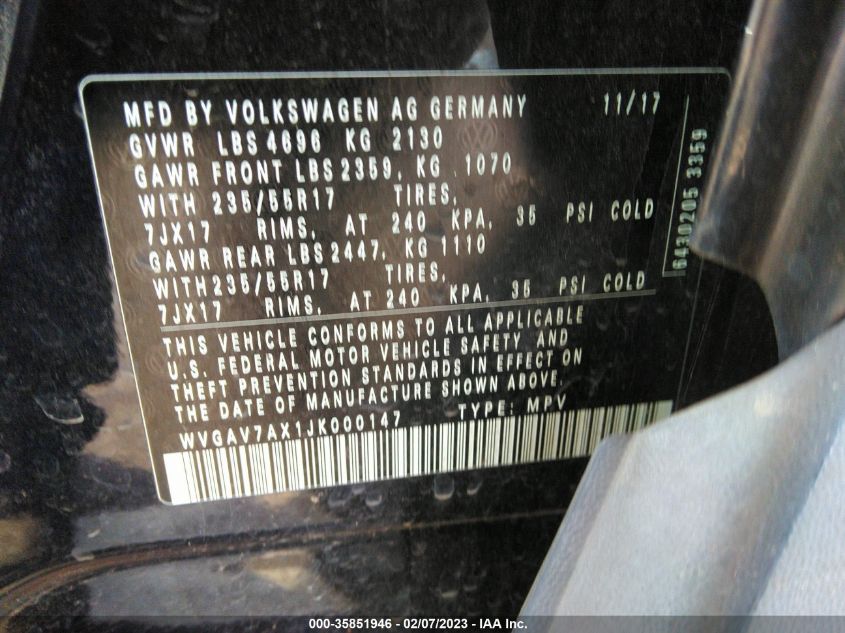 MFD BY VOLKSWAGEN AG GERMANY 11/17
GVWR LBS 4696 KG 2130
GAWR FRONT LBS 2359, KG 1070
WITH 235/55R17 TIRES,
7JX17 RIMS, AT 240 KPA, 35 PSI COLD
GAWR REAR LBS 2447, KG 1110
WITH 235/55R17 TIRES,
7JX17 RIMS, AT 240 KPA, 35 PSI COLD
THIS VEHICLE CONFORMS TO ALL APPLICABLE
U.S. FEDERAL MOTOR VEHICLE SAFETY AND
THEFT PREVENTION STANDARDS IN EFFECT ON
THE DATE OF MANUFACTURE SHOWN ABOVE.
WVGAV7AX1JK000147 TYPE: MPV
6430205 3359
000-35851946 - 02/07/2023 - IAA Inc.